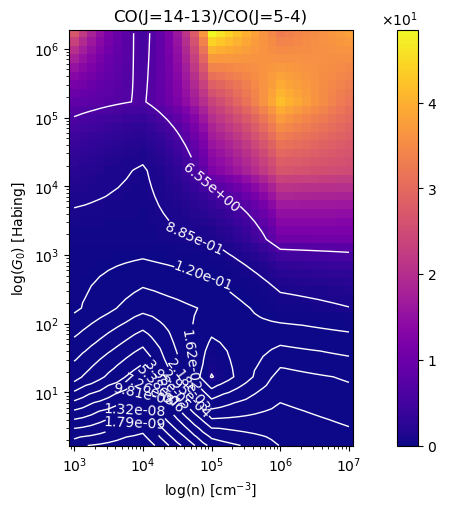 CO(J=14-13)/CO(J=5-4)
×10¹
10⁶
10⁵
10⁴
10³
10²
10¹
log(G₀) [Habing]
6.55e+00
8.85e-01
1.20e-01
1.62e-02
9.81e-08
1.32e-08
1.79e-09
10³
10⁴
10⁵
10⁶
10⁷
log(n) [cm⁻³]
4
3
2
1
0